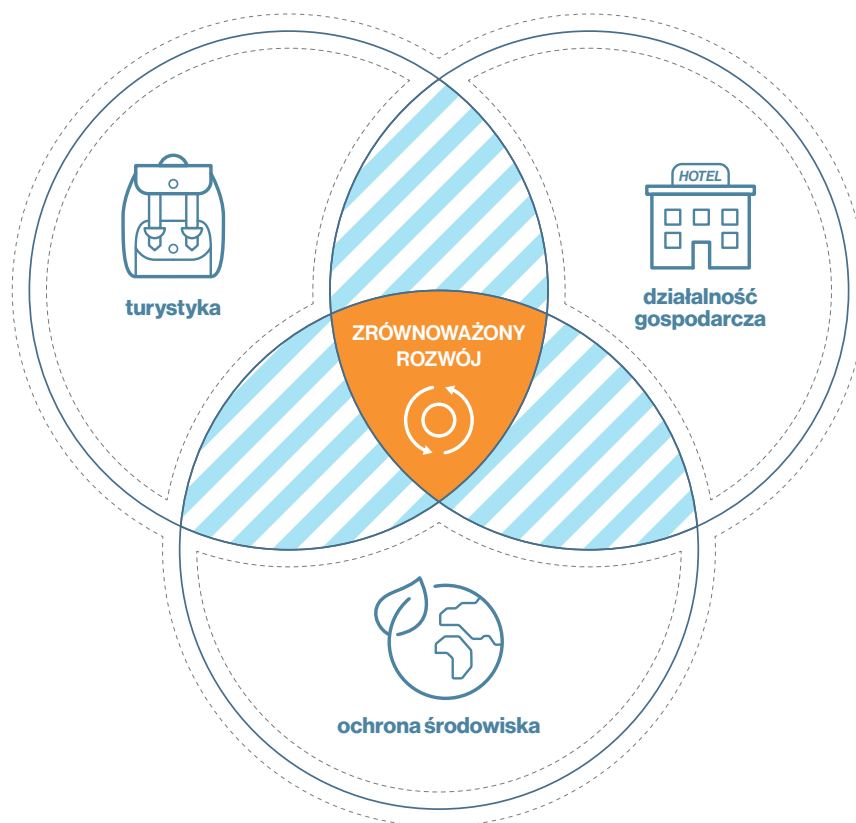 HOTEL
turystyka
działalność
gospodarcza
ZRÓWNOWAŻONY
ROZWÓJ
ochrona środowiska